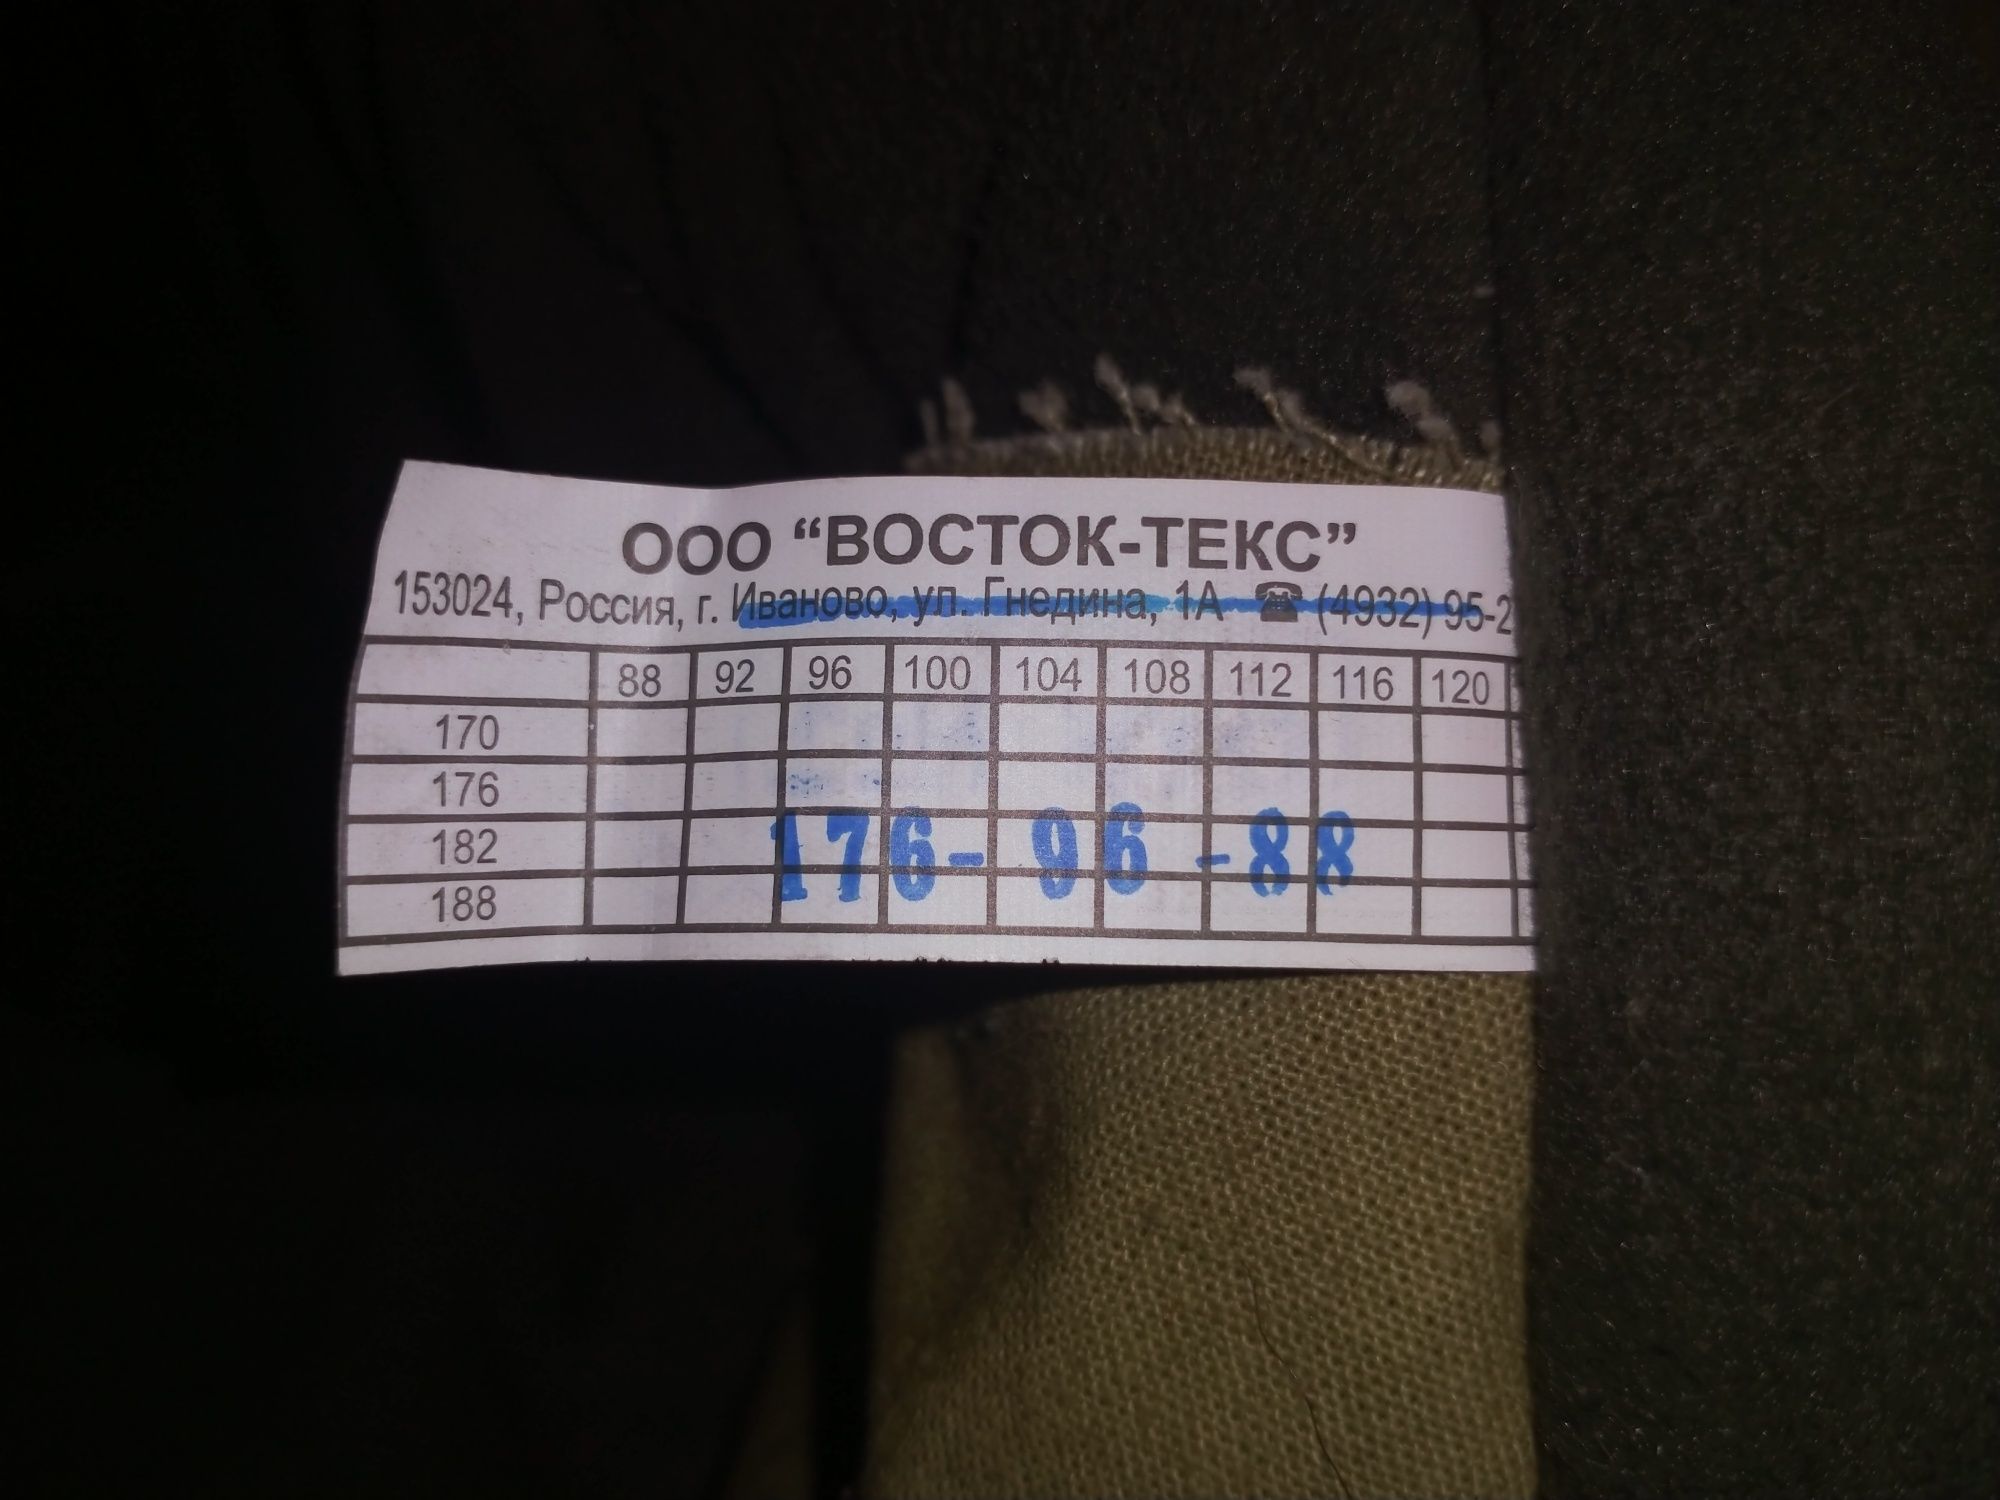 ООО “ВОСТОК-ТЕКС”
153024, Россия, г. Иваново, ул. Гнедина, 1А ☎ (4932) 95-2
88 92 96 100 104 108 112 116 120
170
176
182
188
176-96-88